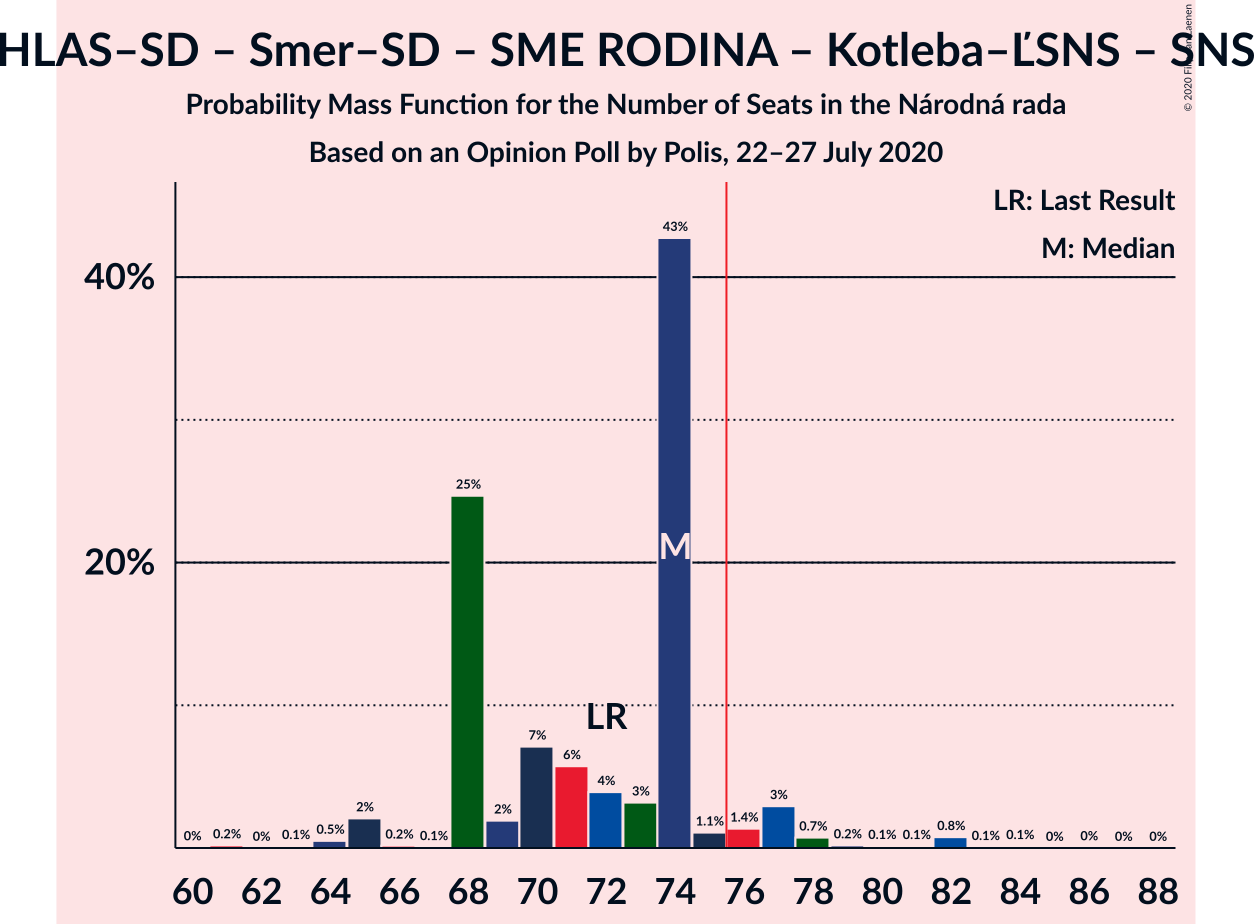 HLAS–SD – Smer–SD – SME RODINA – Kotleba–ĽSNS – SNS
Probability Mass Function for the Number of Seats in the Národná rada
Based on an Opinion Poll by Polis, 22–27 July 2020
© 2020
LR: Last Result
M: Median
40%
20%
0% 0.2% 0% 0.1% 0.5% 2% 0.2% 0.1% 25% 2% 7% 6% 4% 3% 43% 1.1% 1.4% 3% 0.7% 0.2% 0.1% 0.1% 0.8% 0.1% 0.1% 0% 0% 0% 0%
LR
M
60 62 64 66 68 70 72 74 76 78 80 82 84 86 88